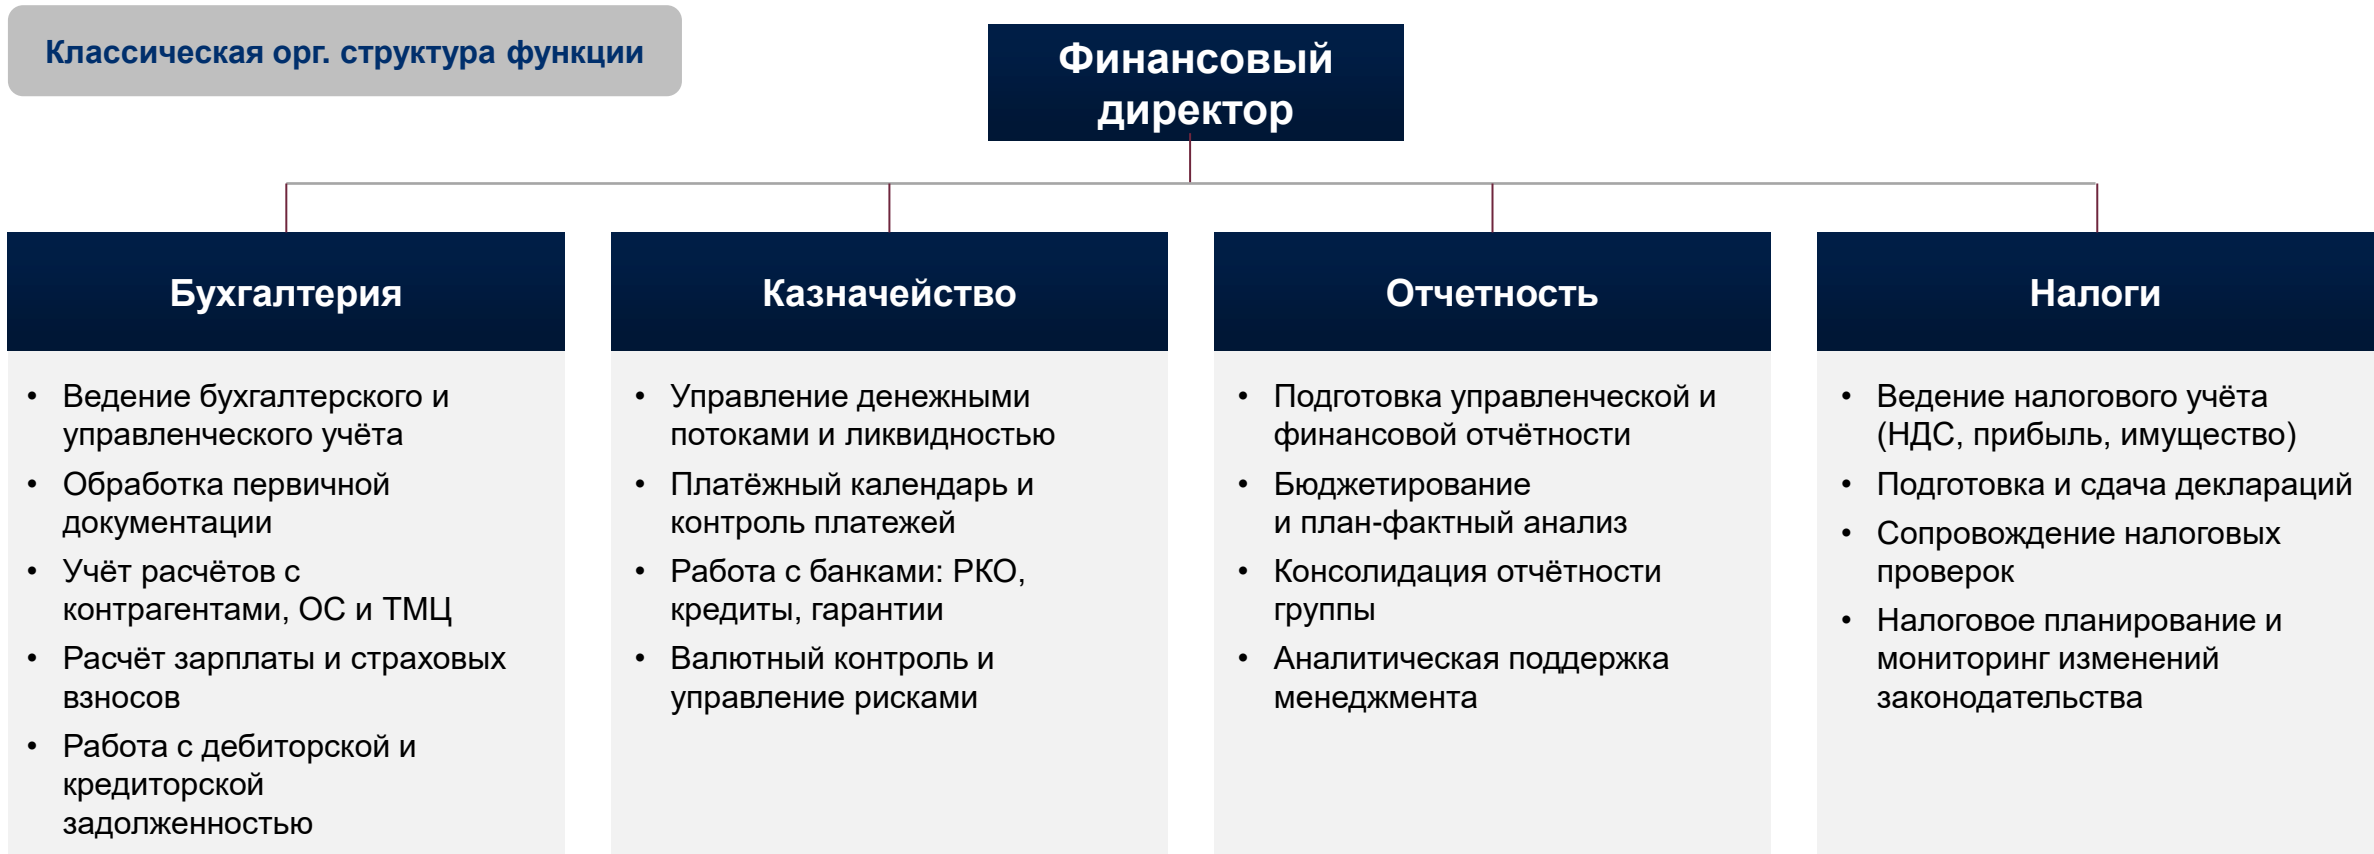 Классическая орг. структура функции
Финансовый
директор
Бухгалтерия
• Ведение бухгалтерского и
управленческого учёта
• Обработка первичной
документации
• Учёт расчётов с
контрагентами, ОС и ТМЦ
• Расчёт зарплаты и страховых
взносов
• Работа с дебиторской и
кредиторской
задолженностью
Казначейство
• Управление денежными
потоками и ликвидностью
• Платёжный календарь и
контроль платежей
• Работа с банками: РКО,
кредиты, гарантии
• Валютный контроль и
управление рисками
Отчетность
• Подготовка управленческой и
финансовой отчётности
• Бюджетирование
и план-фактный анализ
• Консолидация отчётности
группы
• Аналитическая поддержка
менеджмента
Налоги
• Ведение налогового учёта
(НДС, прибыль, имущество)
• Подготовка и сдача деклараций
• Сопровождение налоговых
проверок
• Налоговое планирование и
мониторинг изменений
законодательства